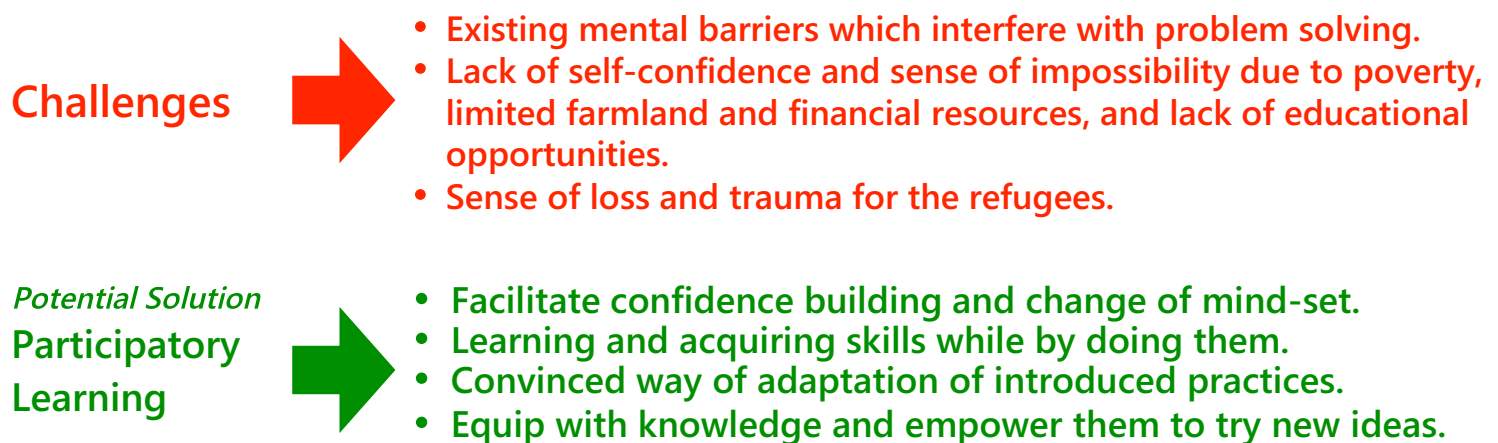 Challenges
• Existing mental barriers which interfere with problem solving.
• Lack of self-confidence and sense of impossibility due to poverty,
limited farmland and financial resources, and lack of educational
opportunities.
• Sense of loss and trauma for the refugees.
Potential Solution
Participatory
Learning
• Facilitate confidence building and change of mind-set.
• Learning and acquiring skills while by doing them.
• Convinced way of adaptation of introduced practices.
• Equip with knowledge and empower them to try new ideas.